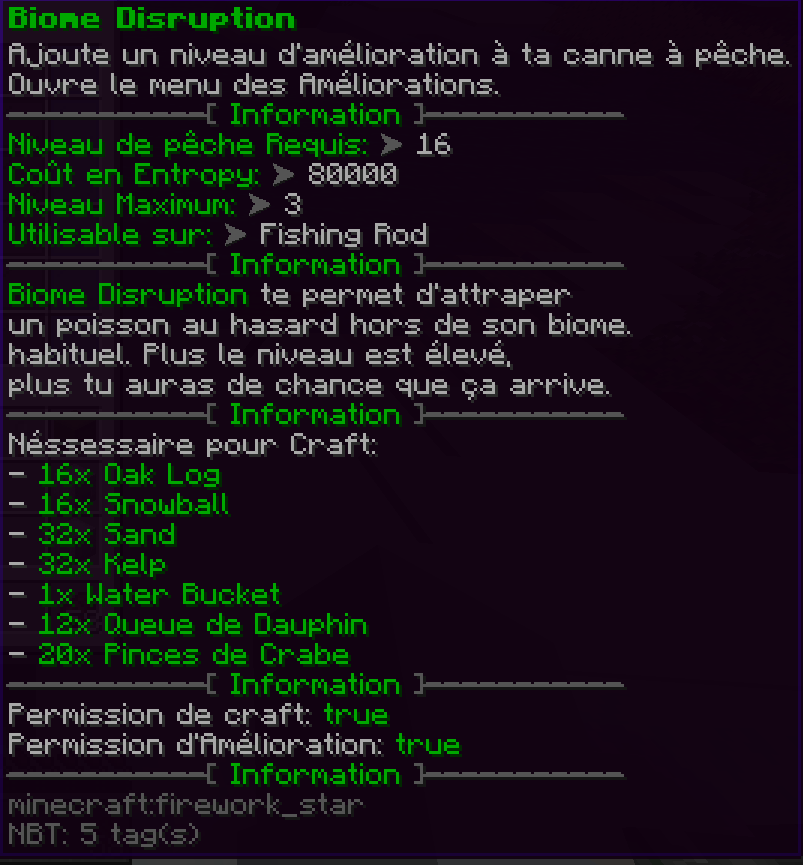 Biome Disruption
Ajoute un niveau d'amélioration à ta canne à pêche.
Ouvre le menu des Améliorations.
[ Information ]
Niveau de pêche Requis: ➤ 16
Coût en Entropy: ➤ 80000
Niveau Maximum: ➤ 3
Utilisable sur: ➤ Fishing Rod
[ Information ]
Biome Disruption te permet d'attraper
un poisson au hasard hors de son biome.
habituel. Plus le niveau est élevé,
plus tu auras de chance que ça arrive.
[ Information ]
Néssessaire pour Craft:
- 16x Oak Log
- 16x Snowball
- 32x Sand
- 32x Kelp
- 1x Water Bucket
- 12x Queue de Dauphin
- 20x Pinces de Crabe
[ Information ]
Permission de craft: true
Permission d'Amélioration: true
[ Information ]
minecraft:firework_star
NBT: 5 tag(s)